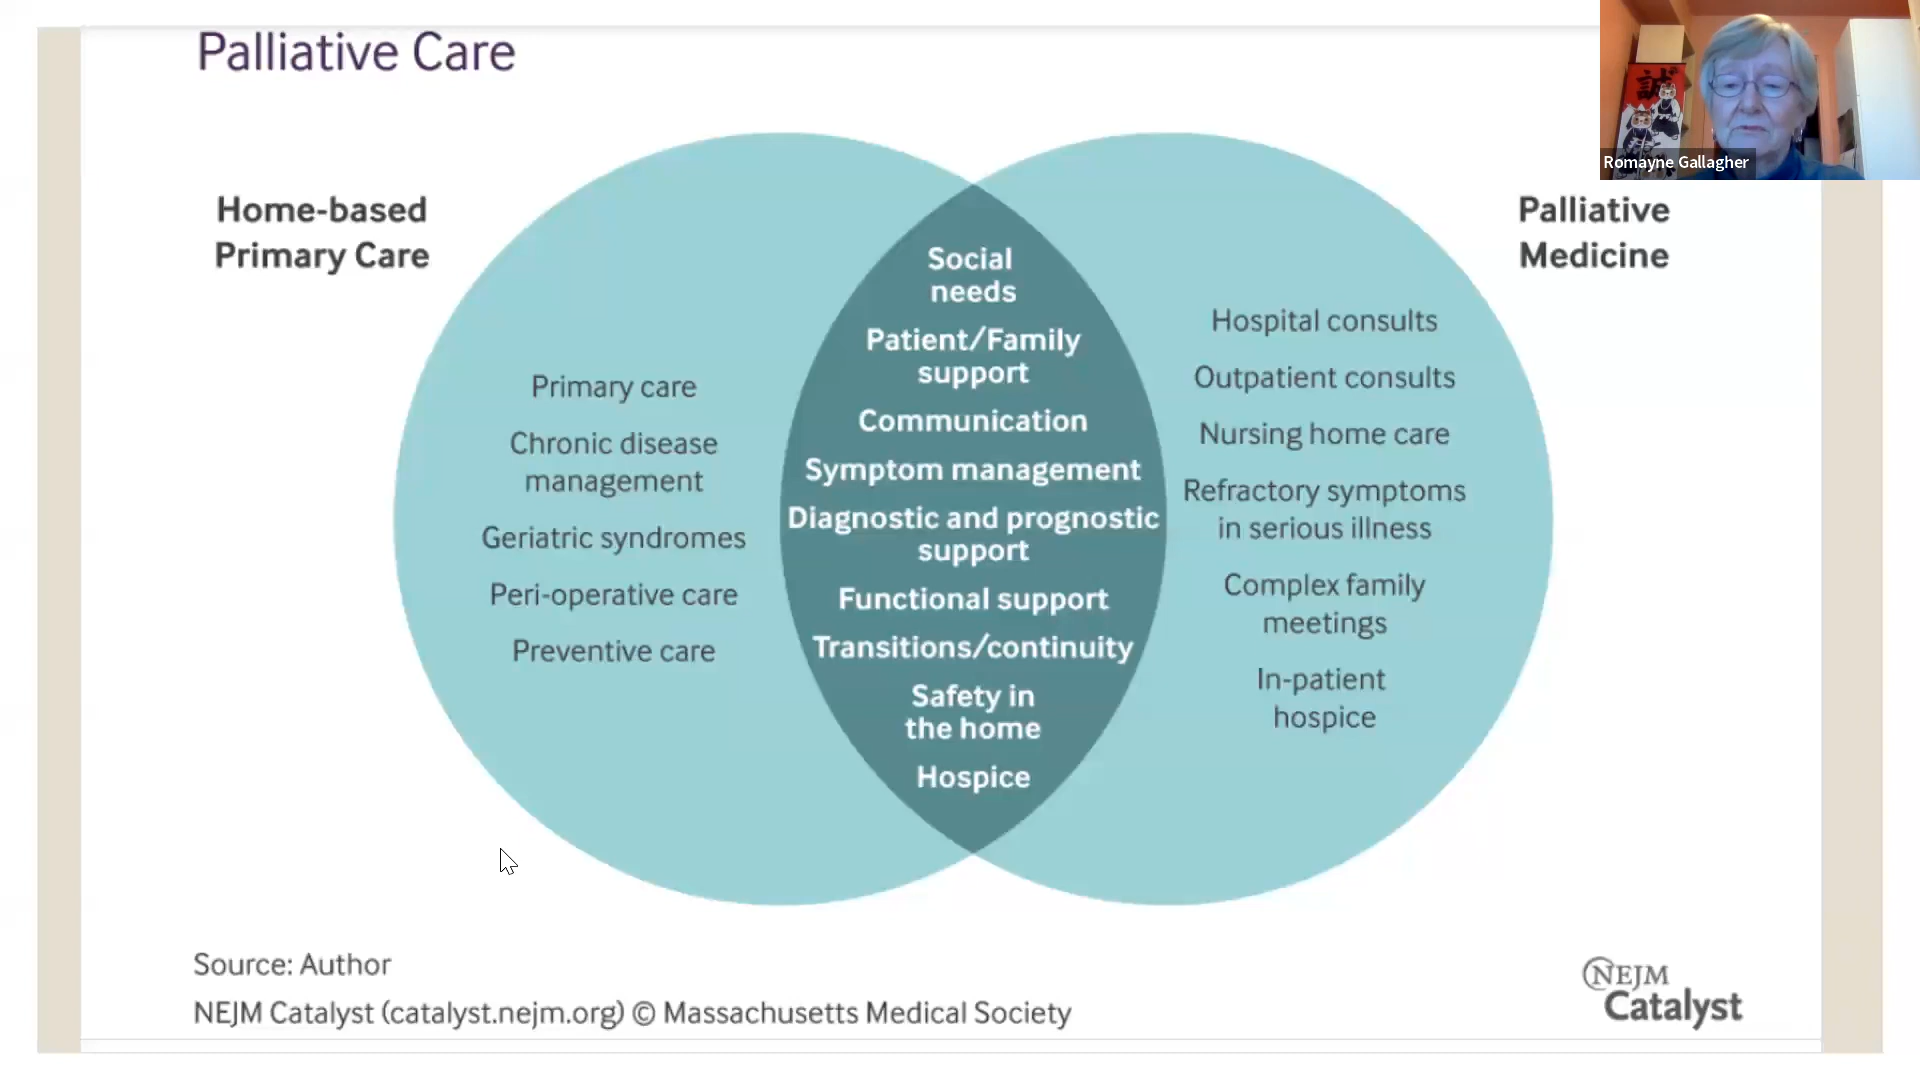 Palliative Care
Romayne Gallagher
誠
Home-based
Primary Care
Palliative
Medicine
Primary care
Chronic disease
management
Geriatric syndromes
Peri-operative care
Preventive care
Social
needs
Patient/Family
support
Communication
Symptom management
Diagnostic and prognostic
support
Functional support
Transitions/continuity
Safety in
the home
Hospice
Hospital consults
Outpatient consults
Nursing home care
Refractory symptoms
in serious illness
Complex family
meetings
In-patient
hospice
Source: Author
NEJM Catalyst (catalyst.nejm.org) © Massachusetts Medical Society
NEJM
Catalyst